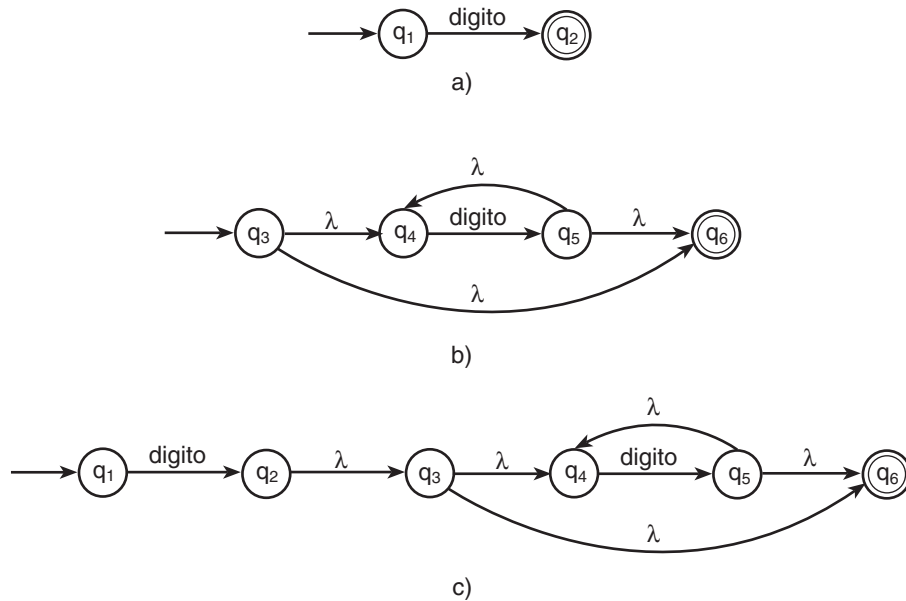 digito
q1 q2
a)
λ
q3 λ q4 digito q5 λ q6
λ
b)
λ
q1 digito q2 λ q3 λ q4 digito q5 λ q6
λ
c)